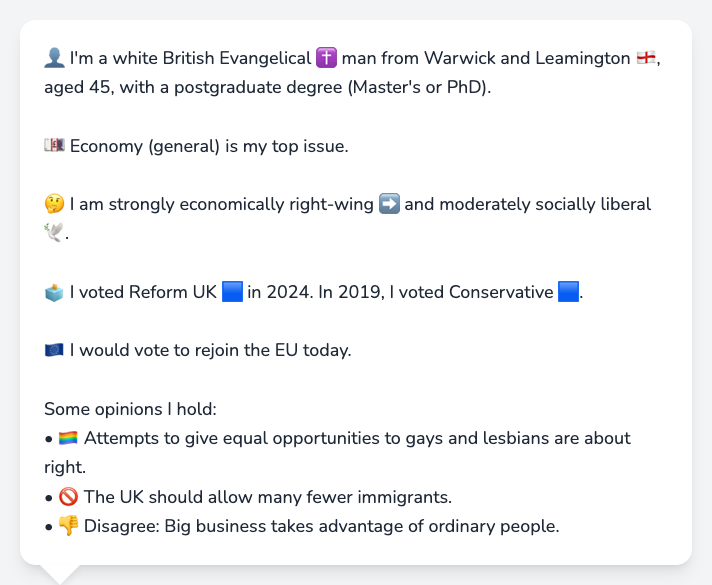 👤 I'm a white British Evangelical ✝️ man from Warwick and Leamington 🏴󠁧󠁢󠁥󠁮󠁧󠁿,
aged 45, with a postgraduate degree (Master's or PhD).
💷 Economy (general) is my top issue.
🤔 I am strongly economically right-wing ➡️ and moderately socially liberal
🕊️.
🗳️ I voted Reform UK 🟦 in 2024. In 2019, I voted Conservative 🟦.
🇪🇺 I would vote to rejoin the EU today.
Some opinions I hold:
• 🏳️‍🌈 Attempts to give equal opportunities to gays and lesbians are about
right.
• 🚫 The UK should allow many fewer immigrants.
• 👎 Disagree: Big business takes advantage of ordinary people.